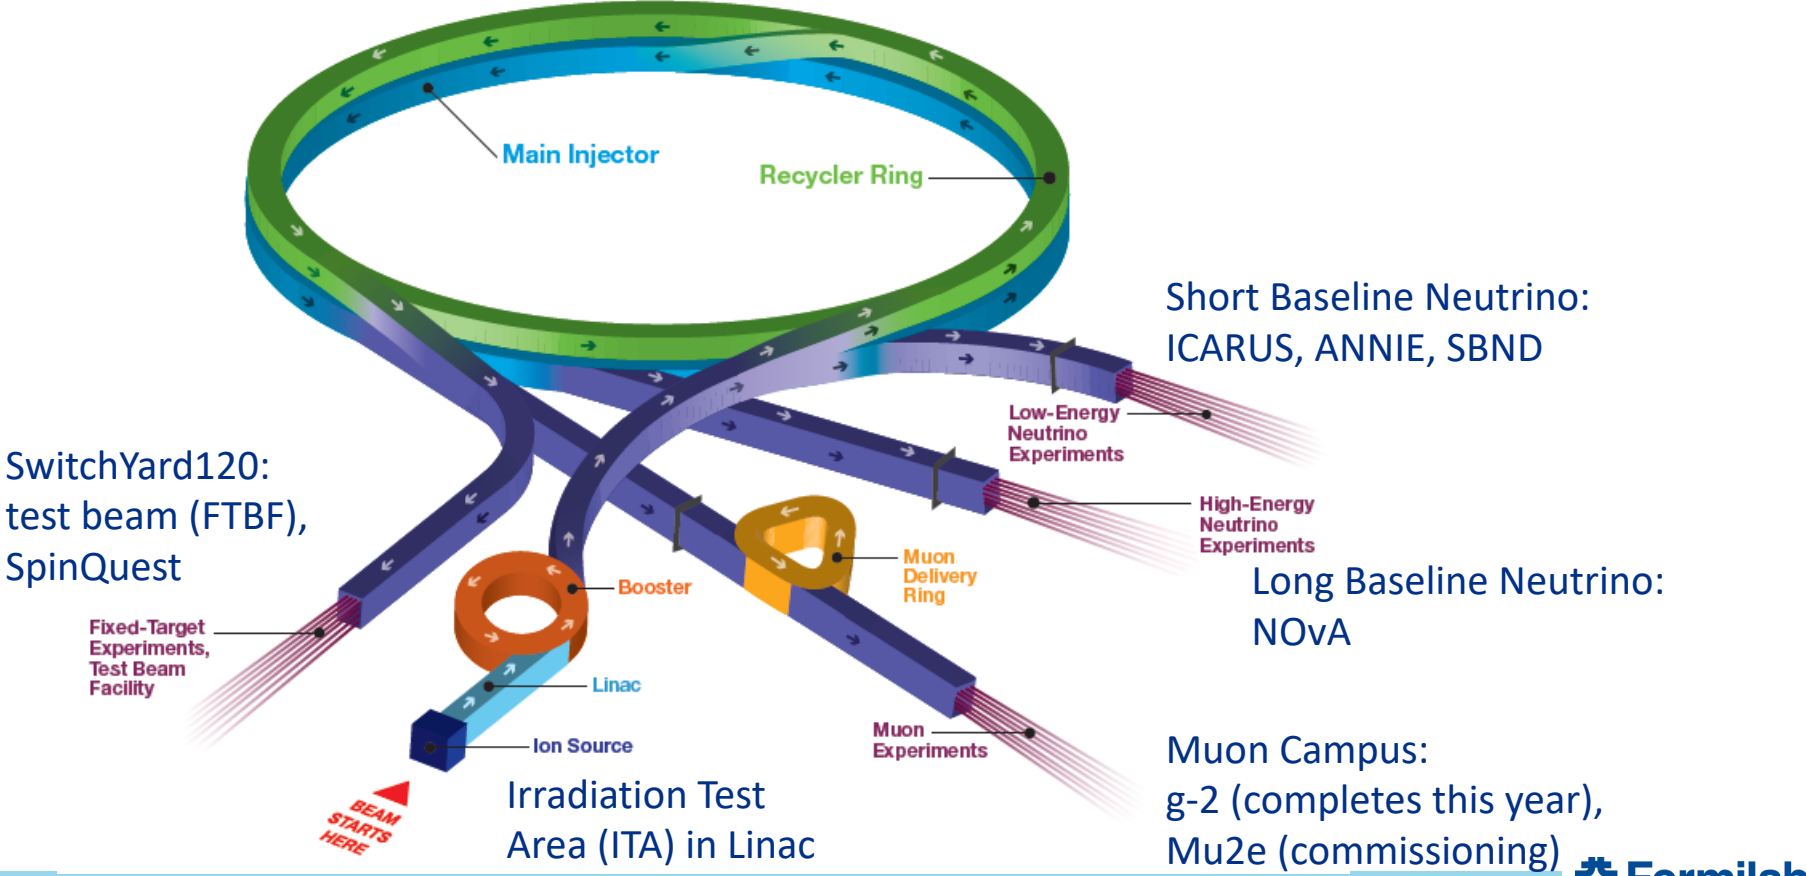 Main Injector
Recycler Ring
Short Baseline Neutrino:
ICARUS, ANNIE, SBND
Low-Energy
Neutrino
Experiments
SwitchYard120:
test beam (FTBF),
SpinQuest
High-Energy
Neutrino
Experiments
Long Baseline Neutrino:
NOvA
Muon
Delivery
Ring
Booster
Fixed-Target
Experiments,
Test Beam
Facility
Linac
Ion Source
Muon
Experiments
BEAM
STARTS
HERE
Irradiation Test
Area (ITA) in Linac
Muon Campus:
g-2 (completes this year),
Mu2e (commissioning)